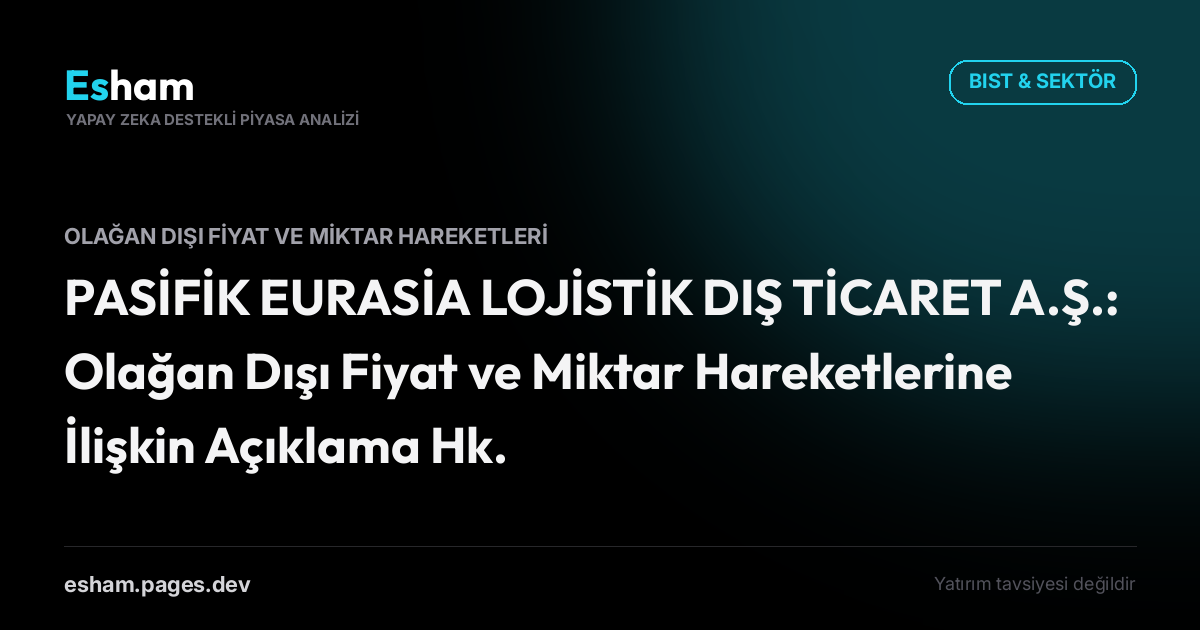 Esham
BIST & SEKTÖR
YAPAY ZEKA DESTEKLİ PİYASA ANALİZİ
OLAĞAN DIŞI FİYAT VE MİKTAR HAREKETLERİ
PASİFİK EURASİA LOJİSTİK DIŞ TİCARET A.Ş.:
Olağan Dışı Fiyat ve Miktar Hareketlerine
İlişkin Açıklama Hk.
esham.pages.dev
Yatırım tavsiyesi değildir